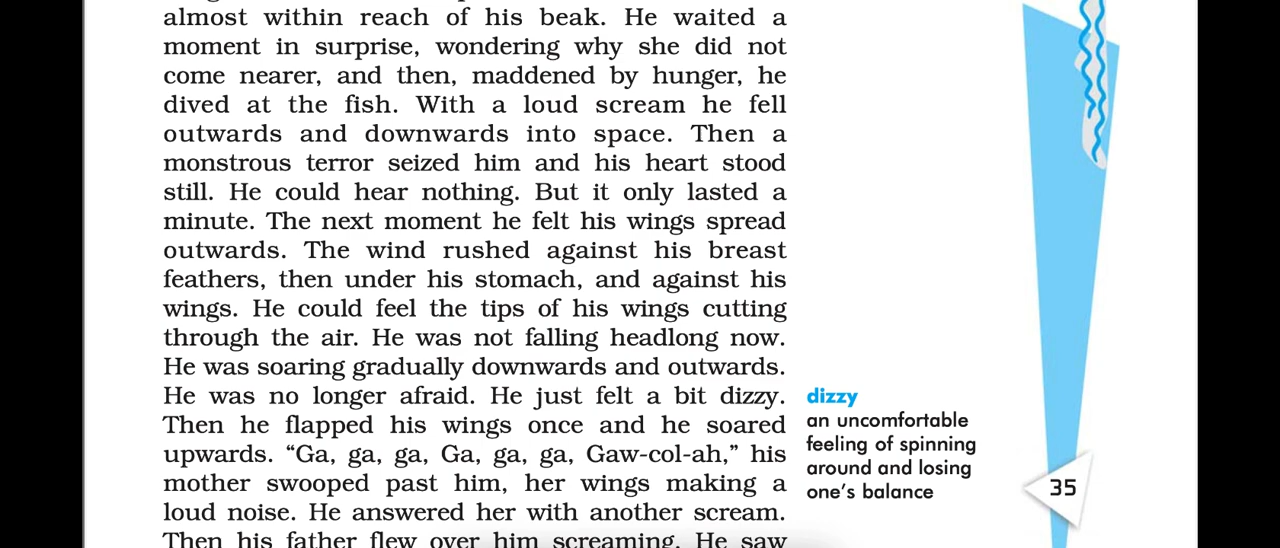 almost within reach of his beak. He waited a
moment in surprise, wondering why she did not
come nearer, and then, maddened by hunger, he
dived at the fish. With a loud scream he fell
outwards and downwards into space. Then a
monstrous terror seized him and his heart stood
still. He could hear nothing. But it only lasted a
minute. The next moment he felt his wings spread
outwards. The wind rushed against his breast
feathers, then under his stomach, and against his
wings. He could feel the tips of his wings cutting
through the air. He was not falling headlong now.
He was soaring gradually downwards and outwards.
He was no longer afraid. He just felt a bit dizzy.
Then he flapped his wings once and he soared
upwards. “Ga, ga, ga, Ga, ga, ga, Gaw-col-ah,” his
mother swooped past him, her wings making a
loud noise. He answered her with another scream.
Then his father flew over him screaming. He saw
dizzy
an uncomfortable
feeling of spinning
around and losing
one’s balance
35